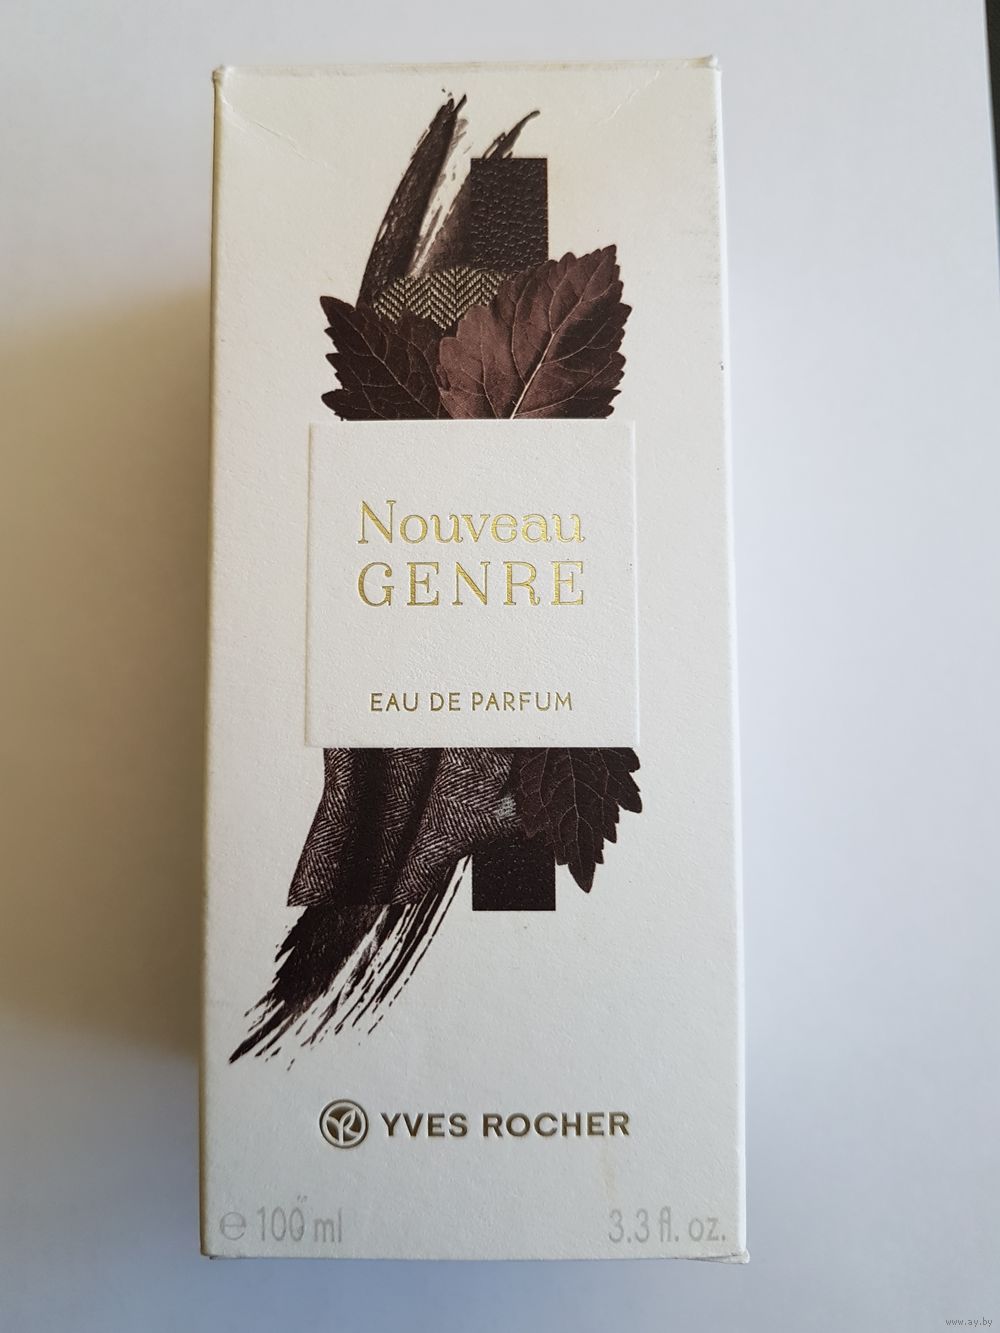 Nouveau
GENRE
EAU DE PARFUM
YVES ROCHER
℮ 100 ml
3.3 fl. oz.
www.ay.by